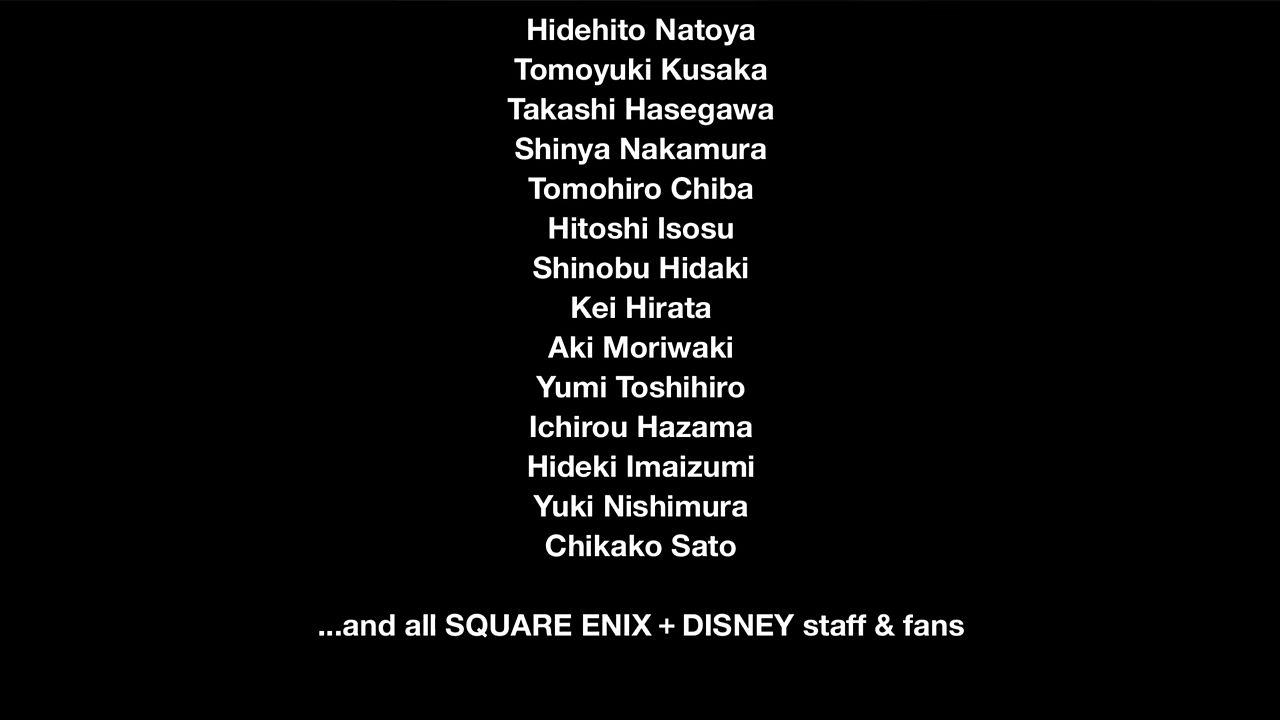 Hidehito Natoya
Tomoyuki Kusaka
Takashi Hasegawa
Shinya Nakamura
Tomohiro Chiba
Hitoshi Isosu
Shinobu Hidaki
Kei Hirata
Aki Moriwaki
Yumi Toshihiro
Ichirou Hazama
Hideki Imaizumi
Yuki Nishimura
Chikako Sato
...and all SQUARE ENIX + DISNEY staff & fans